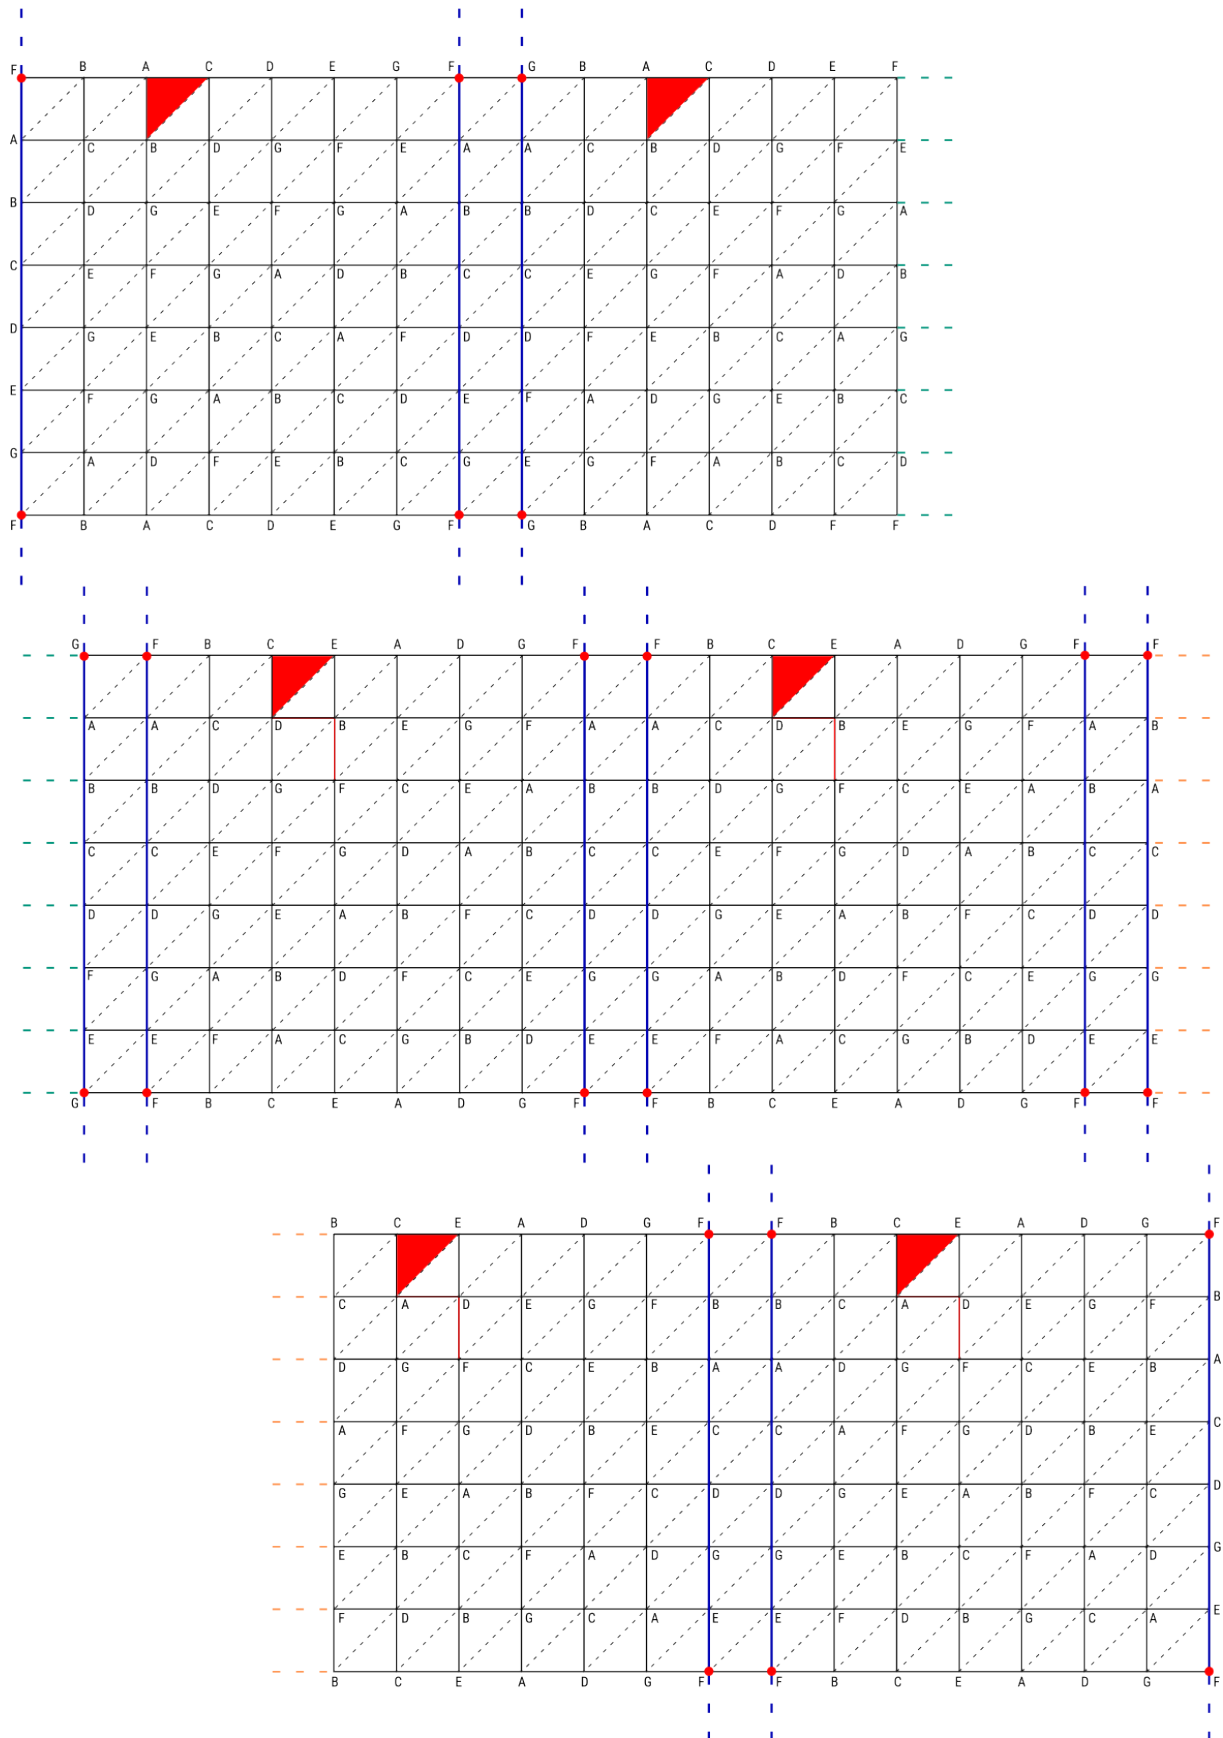 F B A C D E G F G B A C D E F
A C B D G F E A A C B D G F E
B D G E F G A B B D C E F G A
C E F G A D B C C E G F A D B
D G E B C A F D D F E B C A G
E F G A B C D E F A D G E B C
G A D F E B C G E G F A B C D
F B A C D E G F G B A C D F F
G F B C E A D G F F B C E A D G F F
A A C D B E G F A A C D B E G F A B
B B D G F C E A B B D G F C E A B A
C C E F G D A B C C E F G D A B C C
D D G E A B F C D D G E A B F C D D
F G A B D F C E G G A B D F C E G G
E E F A C G B D E E F A C G B D E E
G F B C E A D G F F B C E A D G F F
B C E A D G F F B C E A D G F
C A D E G F B B C A D E G F B
D G F C E B A A D G F C E B A
A F G D B E C C A F G D B E C
G E A B F C D D G E A B F C D
E B C F A D G G E B C F A D G
F D B G C A E E F D B G C A E
B C E A D G F F B C E A D G F